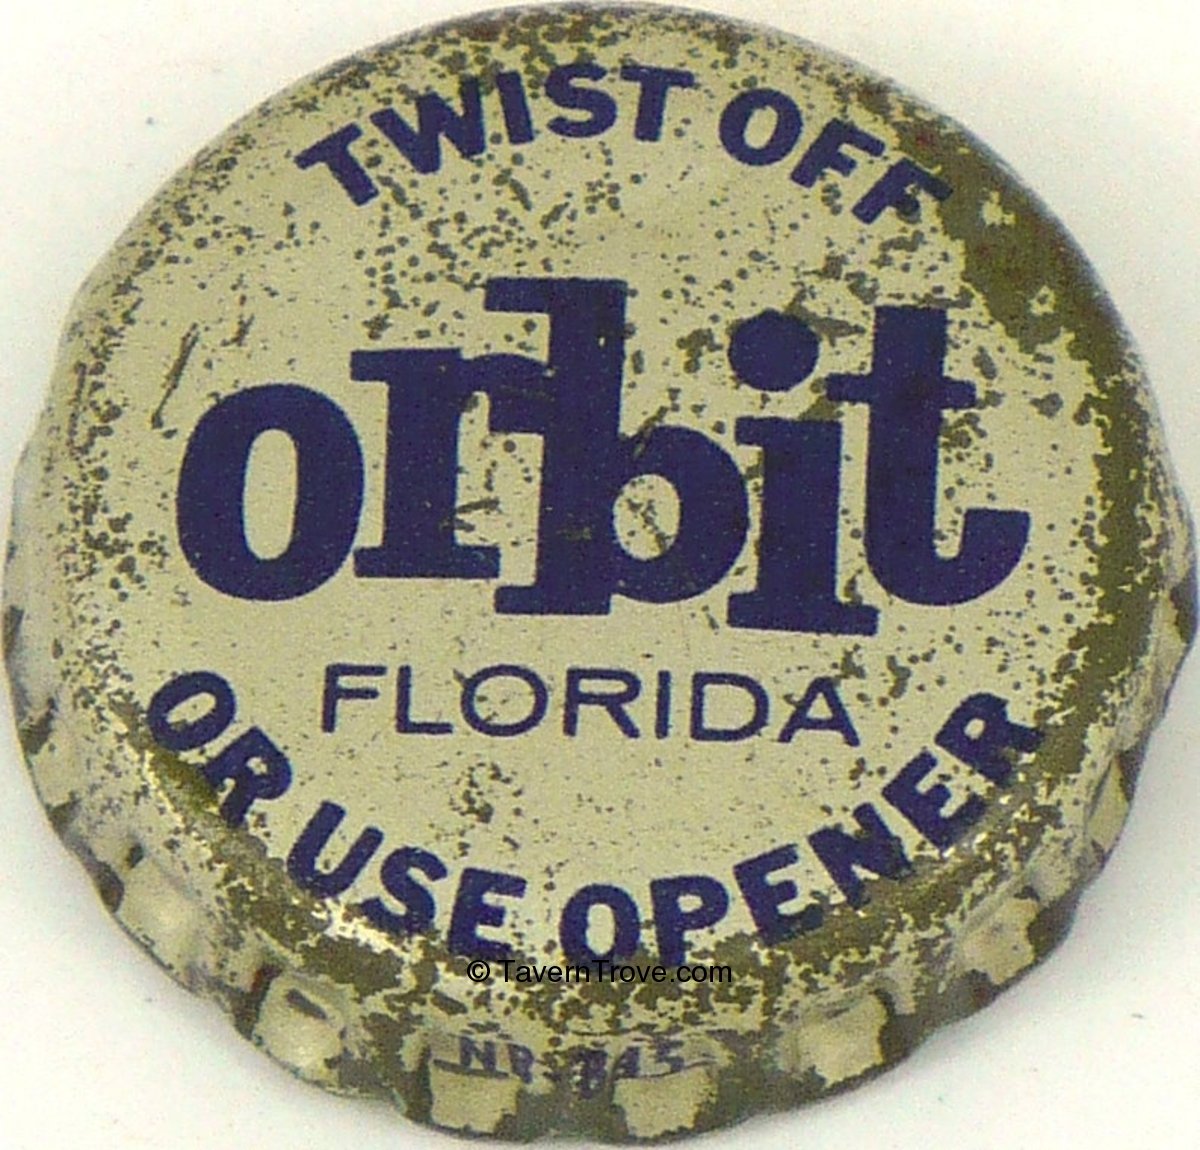 TWIST OFF
orbit
FLORIDA
OR USE OPENER
© TavernTrove.com